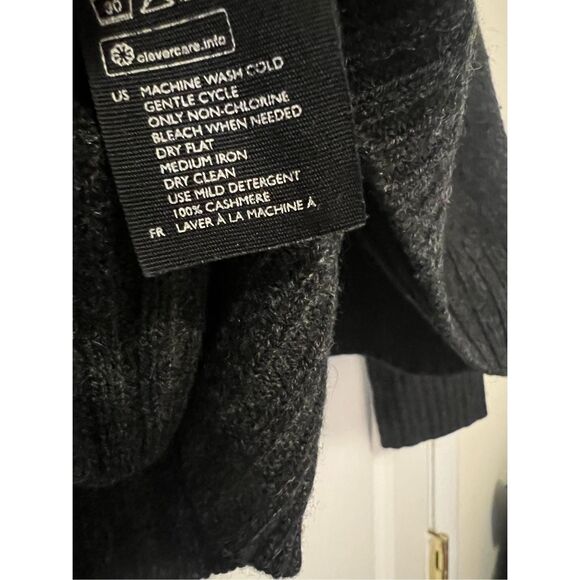 30
clevercare.info
US MACHINE WASH COLD
GENTLE CYCLE
ONLY NON-CHLORINE
BLEACH WHEN NEEDED
DRY FLAT
MEDIUM IRON
DRY CLEAN
USE MILD DETERGENT
100% CASHMERE
FR LAVER À LA MACHINE À